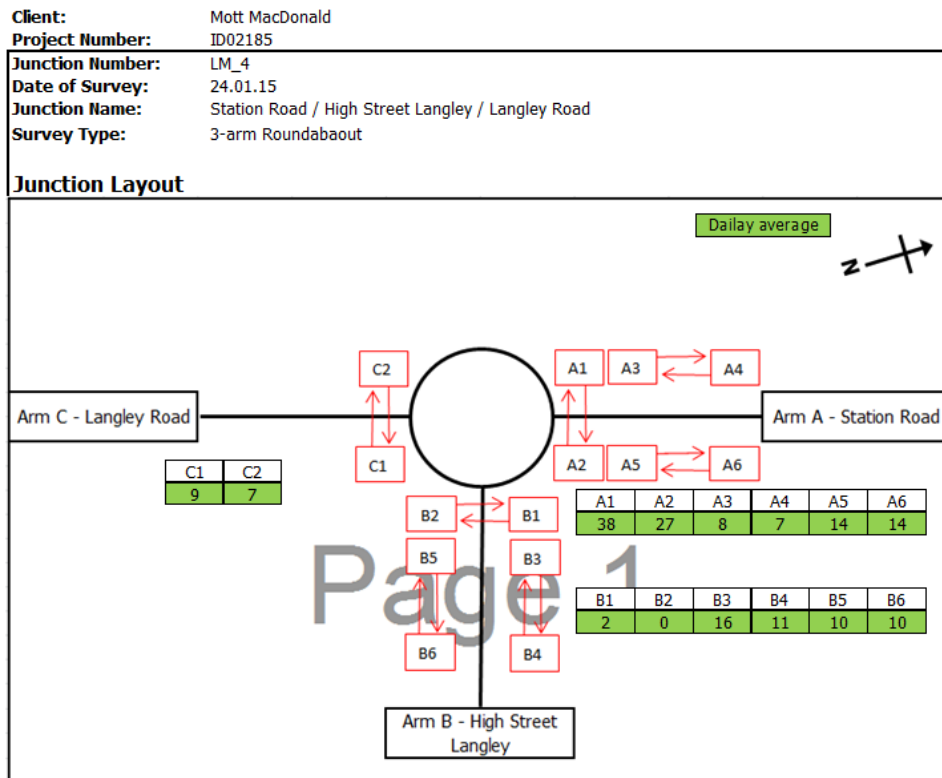 Client: Mott MacDonald
Project Number: ID02185
Junction Number: LM_4
Date of Survey: 24.01.15
Junction Name: Station Road / High Street Langley / Langley Road
Survey Type: 3-arm Roundabaout
Junction Layout
Dailay average
N
C2 A1 A3 A4
Arm C - Langley Road Arm A - Station Road
C1 A2 A5 A6
C1 C2
9 7
A1 A2 A3 A4 A5 A6
38 27 8 7 14 14
B2 B1
B5 B3
Page 1
B1 B2 B3 B4 B5 B6
2 0 16 11 10 10
B6 B4
Arm B - High Street
Langley